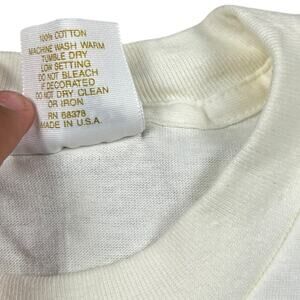 100% COTTON
MACHINE WASH WARM
TUMBLE DRY
LOW SETTING
DO NOT BLEACH
IF DECORATED
DO NOT DRY CLEAN
OR IRON
RN 68378
MADE IN U.S.A.